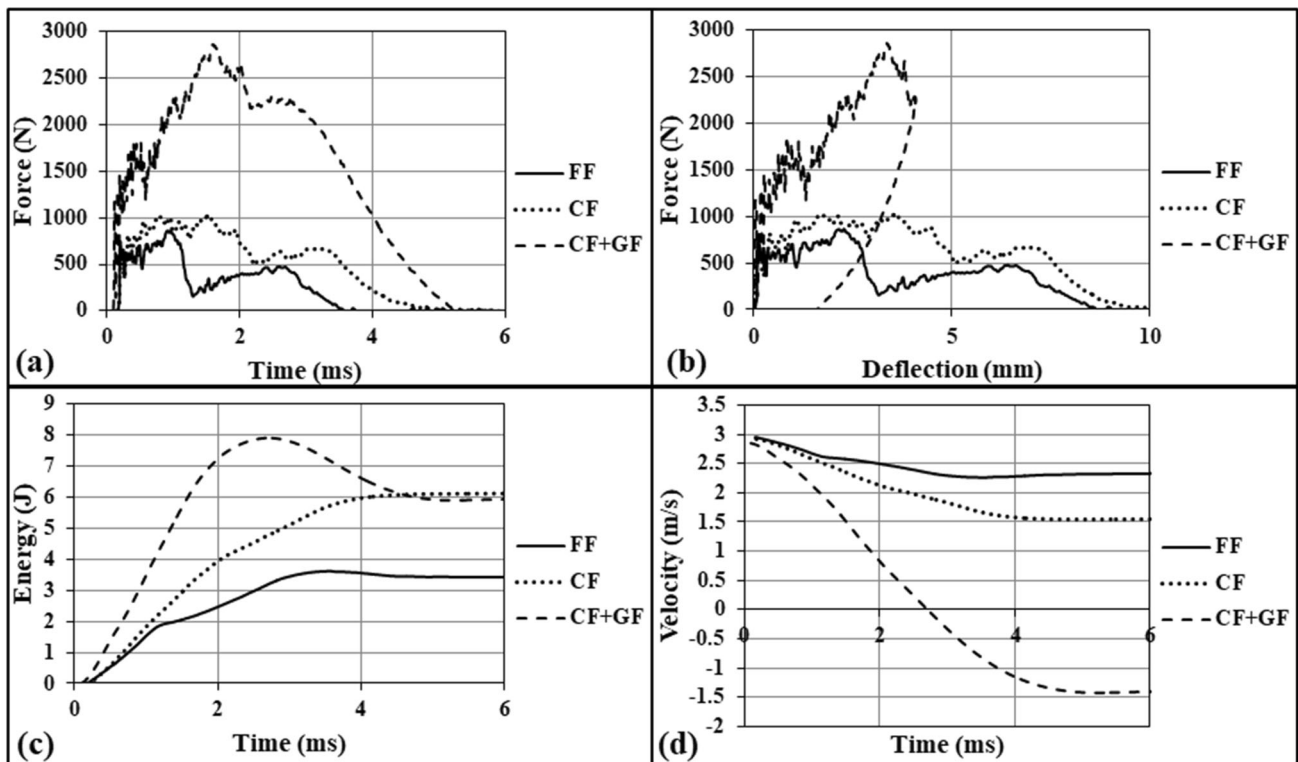 3000
2500
2000
1500
1000
500
0
Force (N)
0 2 4 6
Time (ms)
FF
CF
CF+GF
(a)
3000
2500
2000
1500
1000
500
0
Force (N)
0 5 10
Deflection (mm)
FF
CF
CF+GF
(b)
9
8
7
6
5
4
3
2
1
0
Energy (J)
0 2 4 6
Time (ms)
FF
CF
CF+GF
(c)
3.5
3
2.5
2
1.5
1
0.5
0
-0.5
-1
-1.5
-2
Velocity (m/s)
0 2 4 6
Time (ms)
FF
CF
CF+GF
(d)